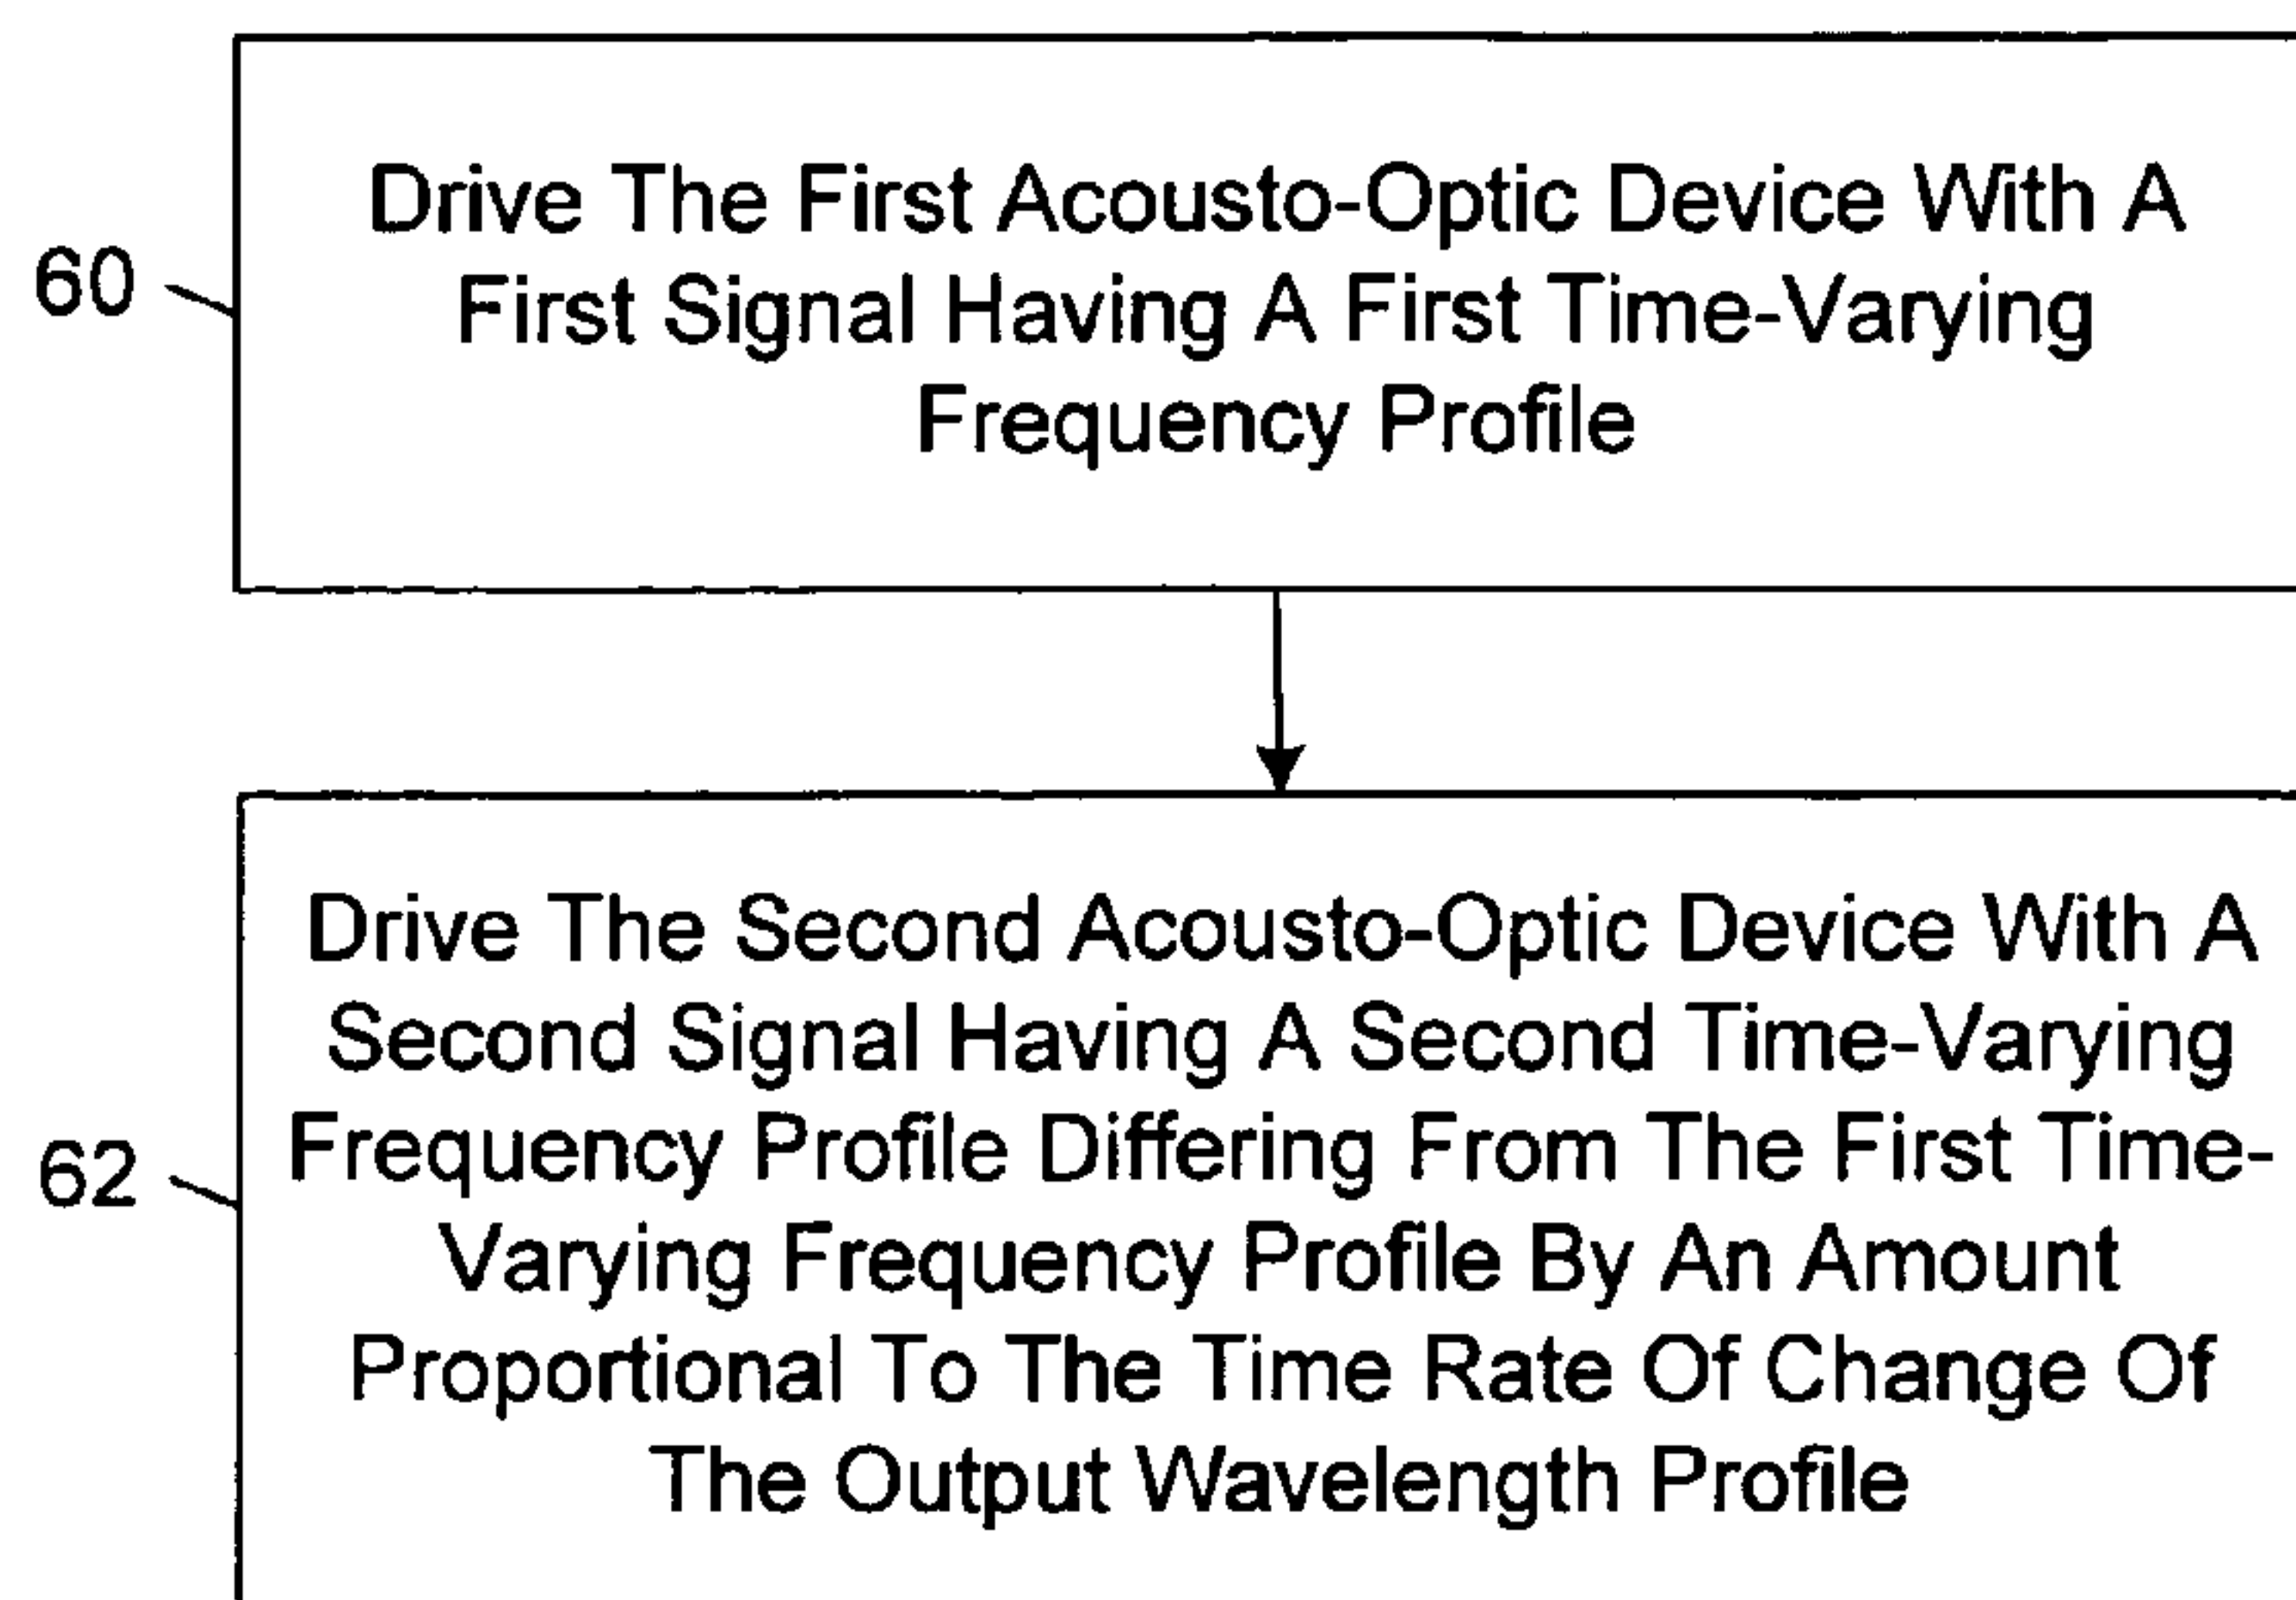 Drive The First Acousto-Optic Device With A
60
First Signal Having A First Time-Varying
Frequency Profile
Drive The Second Acousto-Optic Device With A
Second Signal Having A Second Time-Varying
Frequency Profile Differing From The First Time-
62
Varying Frequency Profile By An Amount
Proportional To The Time Rate Of Change Of
The Output Wavelength Profile